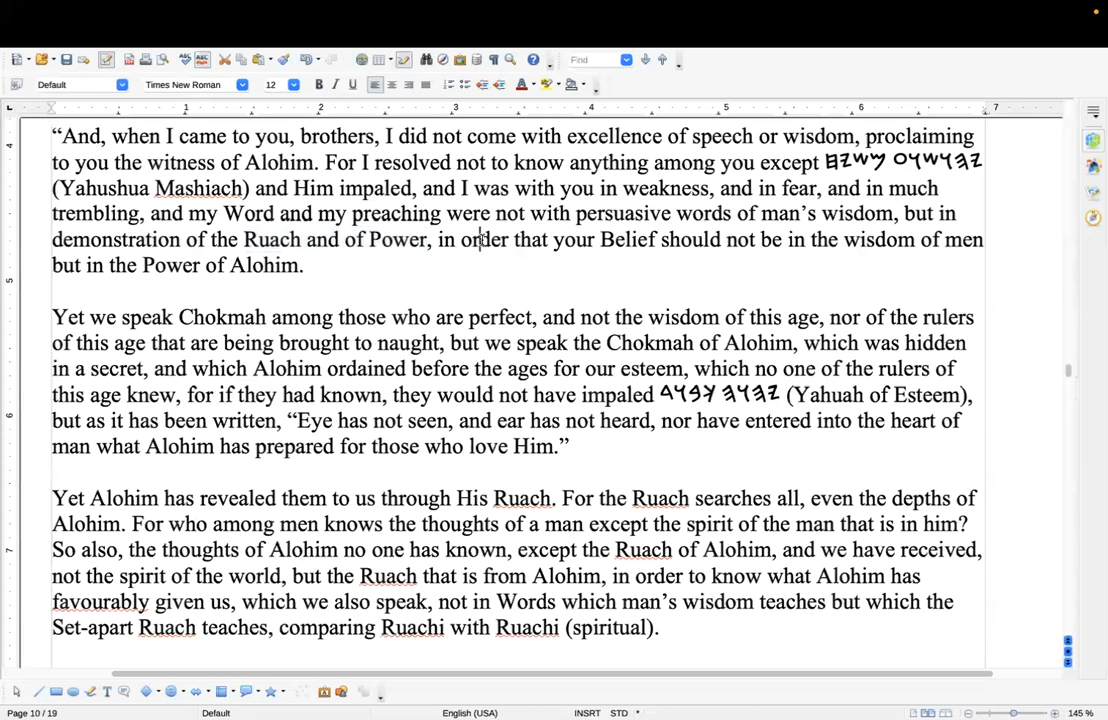 Find
Default Times New Roman 12 B I U A
1 2 3 4 5 6 7
“And, when I came to you, brothers, I did not come with excellence of speech or wisdom, proclaiming
to you the witness of Alohim. For I resolved not to know anything among you except 𐤉𐤄𐤅𐤔𐤅𐤏 𐤌𐤔𐤉𐤇
(Yahushua Mashiach) and Him impaled, and I was with you in weakness, and in fear, and in much
trembling, and my Word and my preaching were not with persuasive words of man’s wisdom, but in
demonstration of the Ruach and of Power, in order that your Belief should not be in the wisdom of men
but in the Power of Alohim.
Yet we speak Chokmah among those who are perfect, and not the wisdom of this age, nor of the rulers
of this age that are being brought to naught, but we speak the Chokmah of Alohim, which was hidden
in a secret, and which Alohim ordained before the ages for our esteem, which no one of the rulers of
this age knew, for if they had known, they would not have impaled 𐤉𐤄𐤅𐤄 𐤊𐤁𐤅𐤃 (Yahuah of Esteem),
but as it has been written, “Eye has not seen, and ear has not heard, nor have entered into the heart of
man what Alohim has prepared for those who love Him.”
Yet Alohim has revealed them to us through His Ruach. For the Ruach searches all, even the depths of
Alohim. For who among men knows the thoughts of a man except the spirit of the man that is in him?
So also, the thoughts of Alohim no one has known, except the Ruach of Alohim, and we have received,
not the spirit of the world, but the Ruach that is from Alohim, in order to know what Alohim has
favourably given us, which we also speak, not in Words which man’s wisdom teaches but which the
Set-apart Ruach teaches, comparing Ruachi with Ruachi (spiritual).
4
5
6
7
Page 10 / 19 Default English (USA) INSRT STD * 145 %